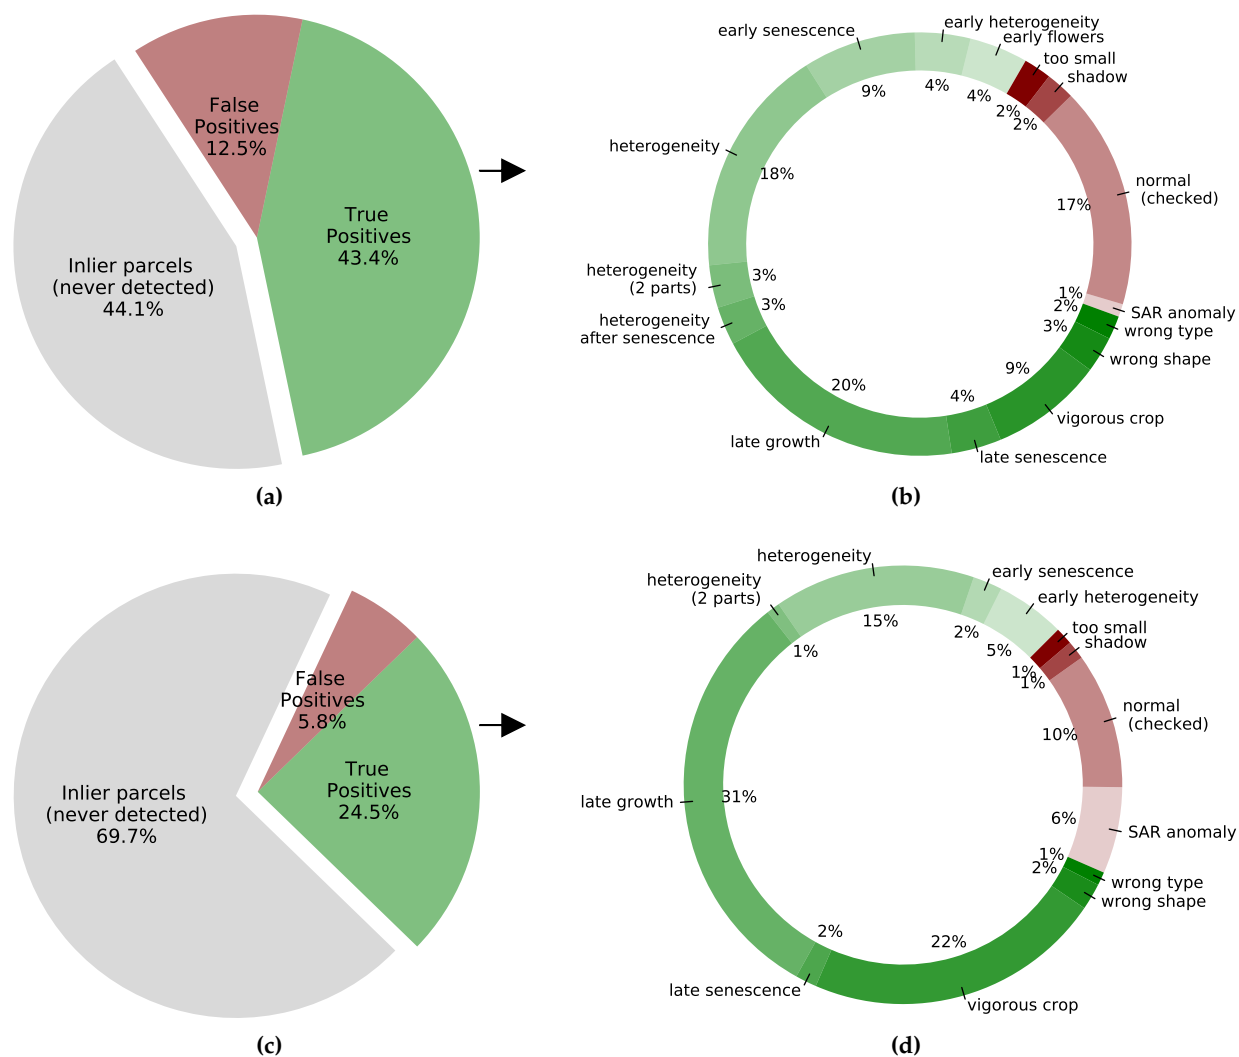 False
Positives
12.5%
True
Positives
43.4%
Inlier parcels
(never detected)
44.1%
(a)
early heterogeneity
early flowers
early senescence
too small
shadow
9%
4%
4%
2%
2%
heterogeneity
18%
normal
(checked)
17%
heterogeneity
(2 parts)
3%
heterogeneity
after senescence
3%
1%
SAR anomaly
2%
wrong type
3%
wrong shape
9%
vigorous crop
20%
4%
late growth
late senescence
(b)
False
Positives
5.8%
True
Positives
24.5%
Inlier parcels
(never detected)
69.7%
(c)
heterogeneity
early senescence
heterogeneity
(2 parts)
early heterogeneity
too small
shadow
15%
2%
5%
1%
1%
1%
normal
(checked)
10%
late growth
31%
6%
SAR anomaly
1%
wrong type
2%
wrong shape
2%
22%
late senescence
vigorous crop
(d)